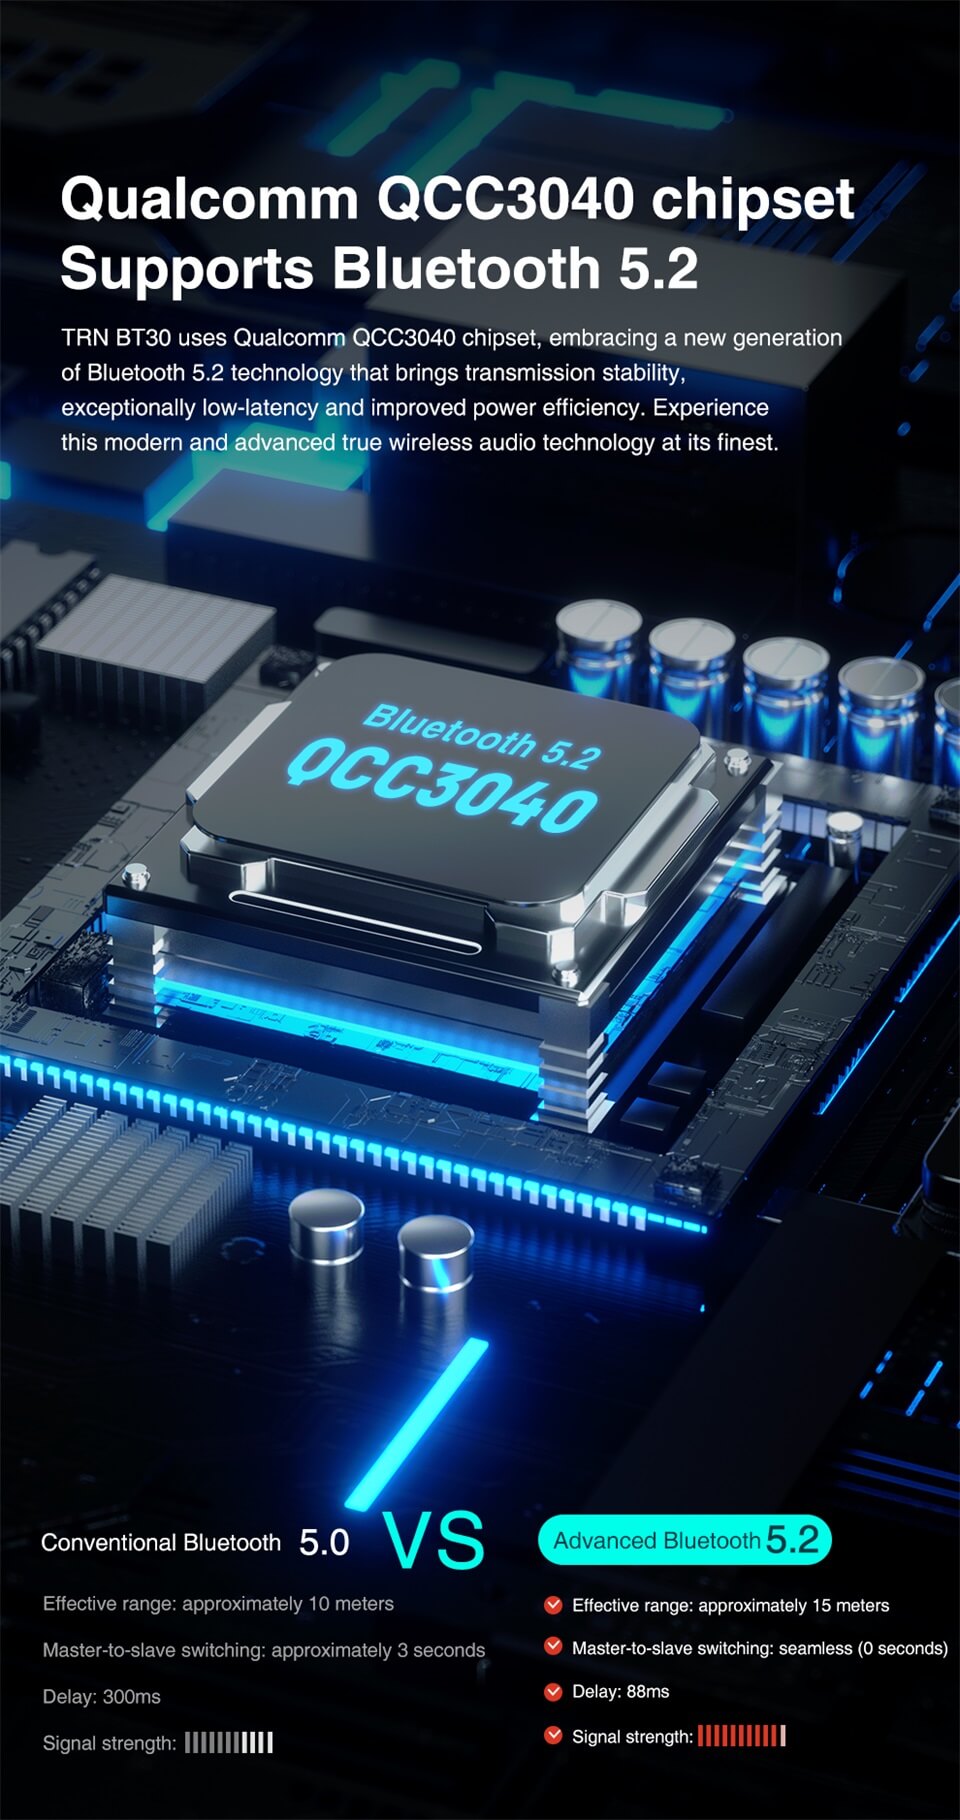 Qualcomm QCC3040 chipset
Supports Bluetooth 5.2
TRN BT30 uses Qualcomm QCC3040 chipset, embracing a new generation
of Bluetooth 5.2 technology that brings transmission stability,
exceptionally low-latency and improved power efficiency. Experience
this modern and advanced true wireless audio technology at its finest.
Bluetooth 5.2
QCC3040
Conventional Bluetooth 5.0
VS
Advanced Bluetooth 5.2
Effective range: approximately 10 meters
Master-to-slave switching: approximately 3 seconds
Delay: 300ms
Signal strength:
Effective range: approximately 15 meters
Master-to-slave switching: seamless (0 seconds)
Delay: 88ms
Signal strength: